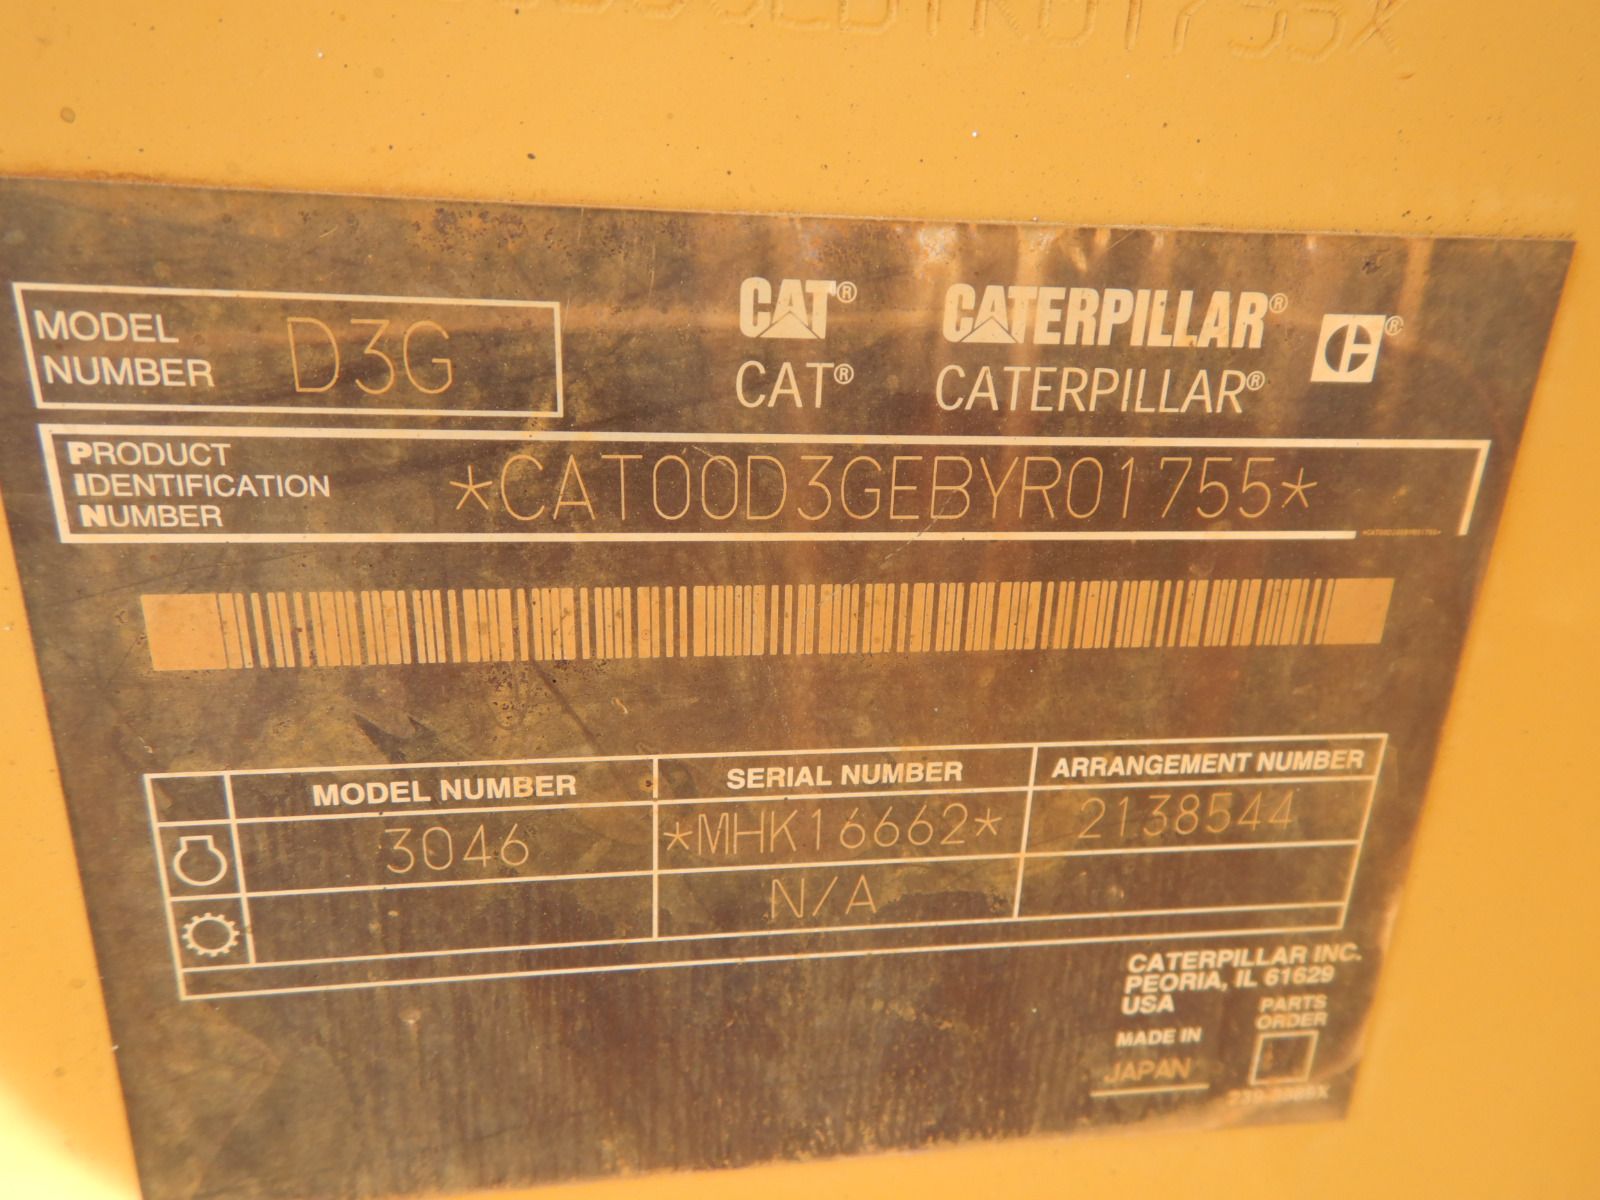 MODEL NUMBER D3G
CAT® CATERPILLAR®
CAT® CATERPILLAR®
PRODUCT IDENTIFICATION NUMBER *CAT00D3GEBYR01755*
*CAT00D3GEBYR01755*
MODEL NUMBER SERIAL NUMBER ARRANGEMENT NUMBER
3046 *MHK16662* 2138544
N/A
CATERPILLAR INC.
PEORIA, IL 61629
USA
PARTS ORDER
MADE IN
JAPAN